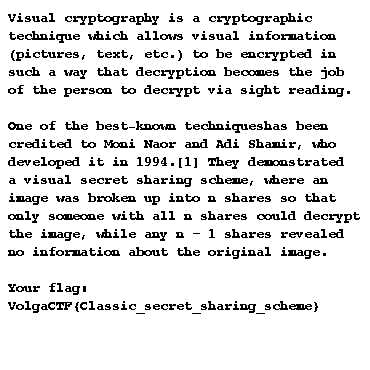 Visual cryptography is a cryptographic
technique which allows visual information
(pictures, text, etc.) to be encrypted in
such a way that decryption becomes the job
of the person to decrypt via sight reading.
One of the best-known techniqueshas been
credited to Moni Naor and Adi Shamir, who
developed it in 1994.[1] They demonstrated
a visual secret sharing scheme, where an
image was broken up into n shares so that
only someone with all n shares could decrypt
the image, while any n - 1 shares revealed
no information about the original image.
Your flag:
VolgaCTF{Classic_secret_sharing_scheme}